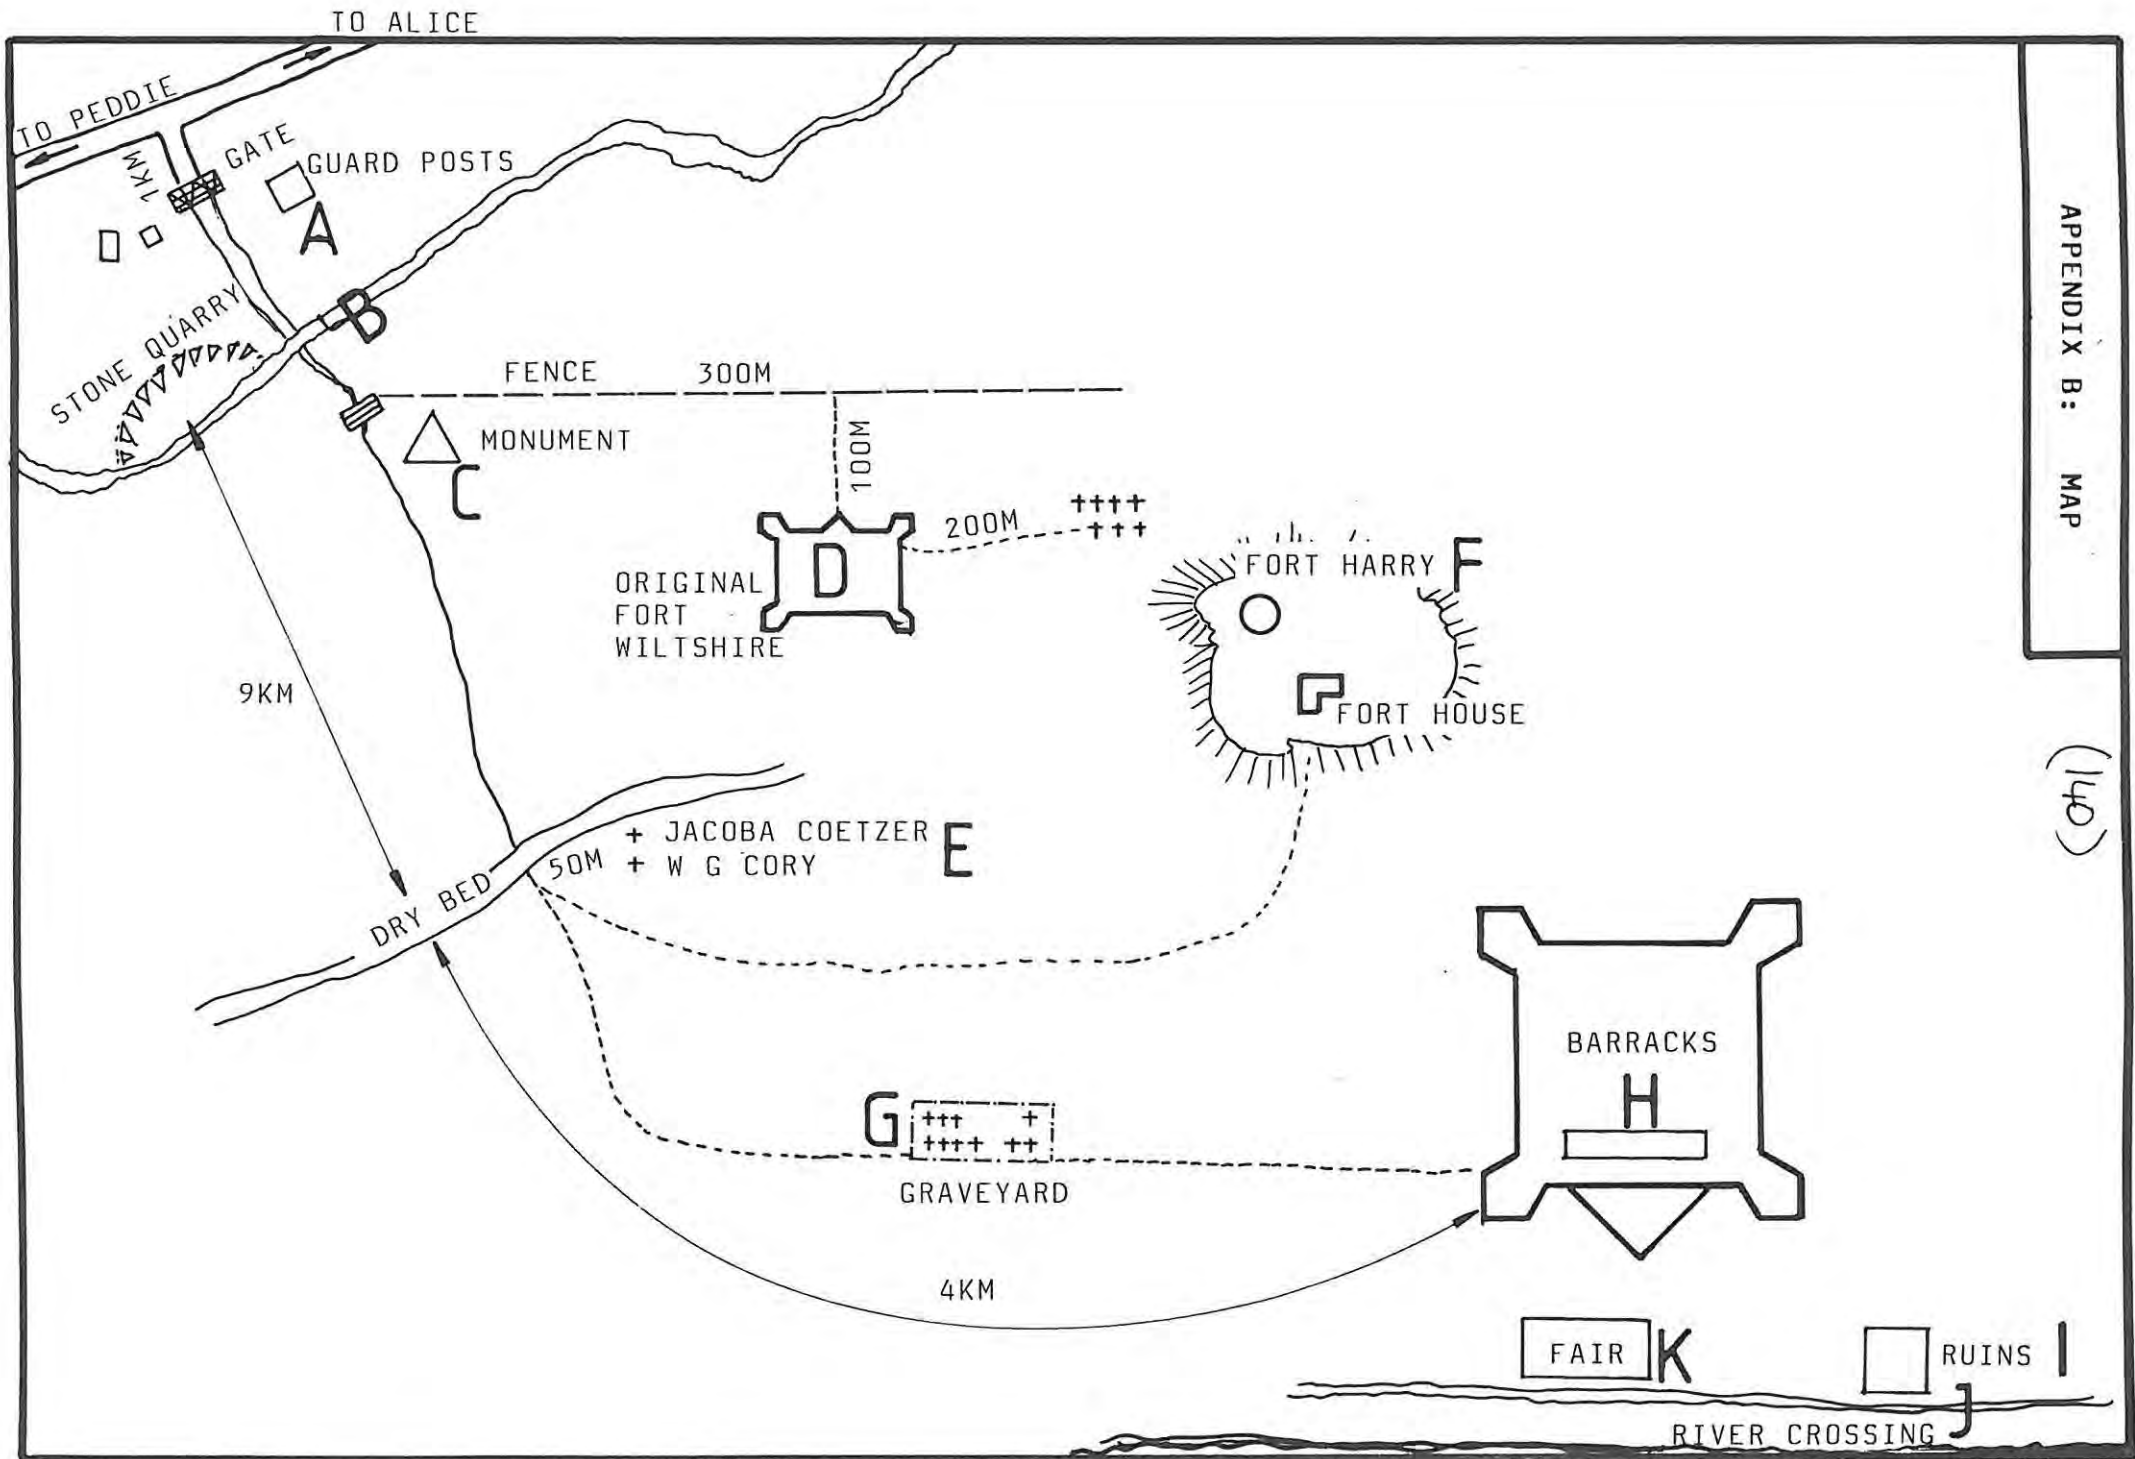 TO ALICE
TO PEDDIE
1KM
GATE
GUARD POSTS
A
B
STONE QUARRY
FENCE 300M
MONUMENT
C
100M
D
200M
ORIGINAL
FORT
WILTSHIRE
FORT HARRY F
FORT HOUSE
9KM
JACOBA COETZER E
50M
W G CORY
DRY BED
BARRACKS
H
G
GRAVEYARD
4KM
FAIR K
RUINS I
RIVER CROSSING J
APPENDIX B: MAP
(140)